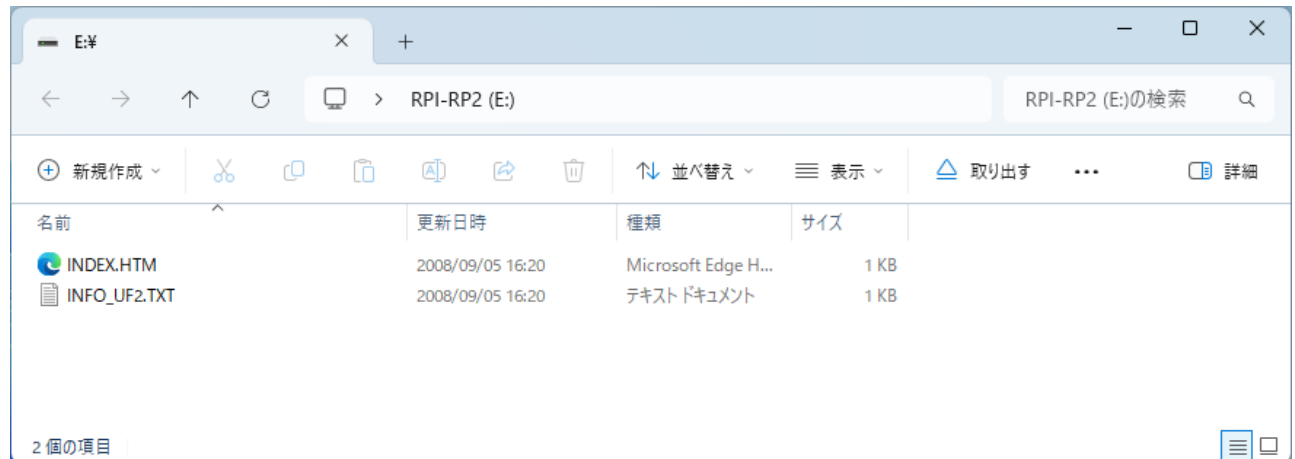 E:¥
RPI-RP2 (E:)
RPI-RP2 (E:)の検索
新規作成
並べ替え
表示
取り出す
詳細
名前 更新日時 種類 サイズ
INDEX.HTM 2008/09/05 16:20 Microsoft Edge H... 1 KB
INFO_UF2.TXT 2008/09/05 16:20 テキスト ドキュメント 1 KB
2 個の項目